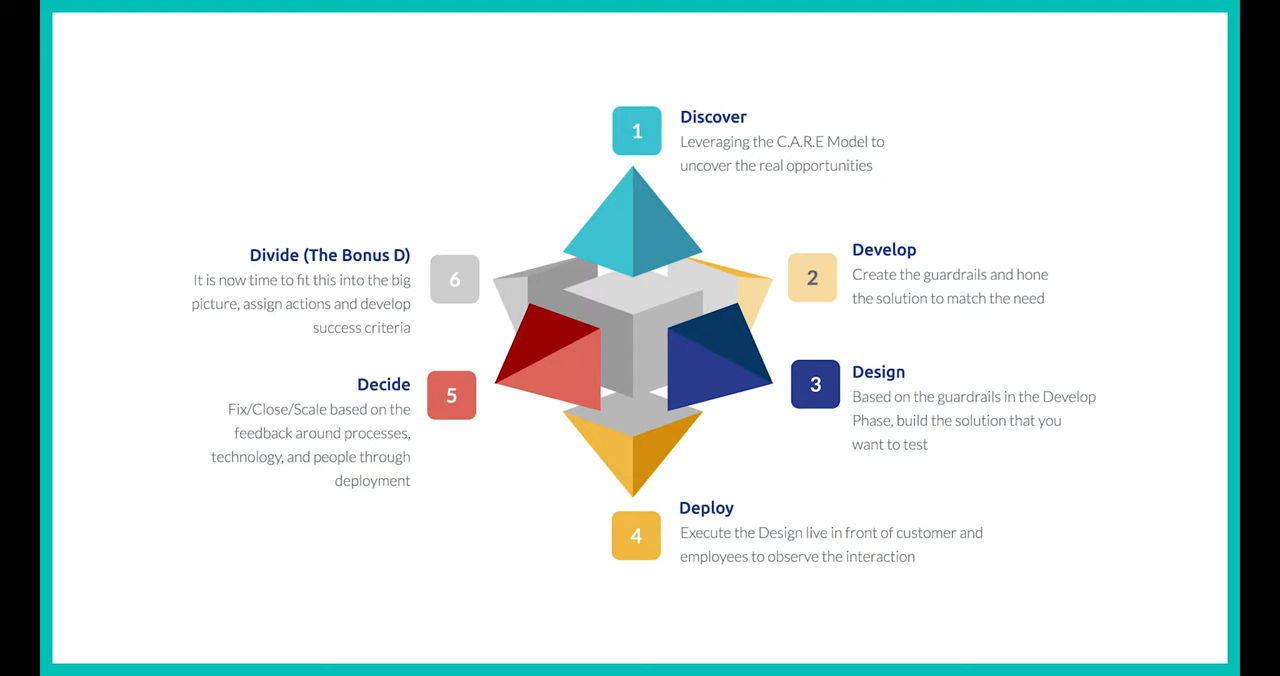 1
Discover
Leveraging the C.A.R.E Model to
uncover the real opportunities
2
Develop
Create the guardrails and hone
the solution to match the need
3
Design
Based on the guardrails in the Develop
Phase, build the solution that you
want to test
4
Deploy
Execute the Design live in front of customer and
employees to observe the interaction
5
Decide
Fix/Close/Scale based on the
feedback around processes,
technology, and people through
deployment
6
Divide (The Bonus D)
It is now time to fit this into the big
picture, assign actions and develop
success criteria